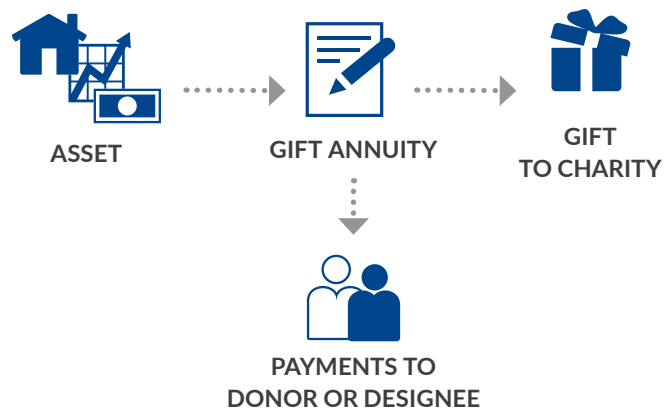 ASSET
GIFT ANNUITY
GIFT
TO CHARITY
PAYMENTS TO
DONOR OR DESIGNEE